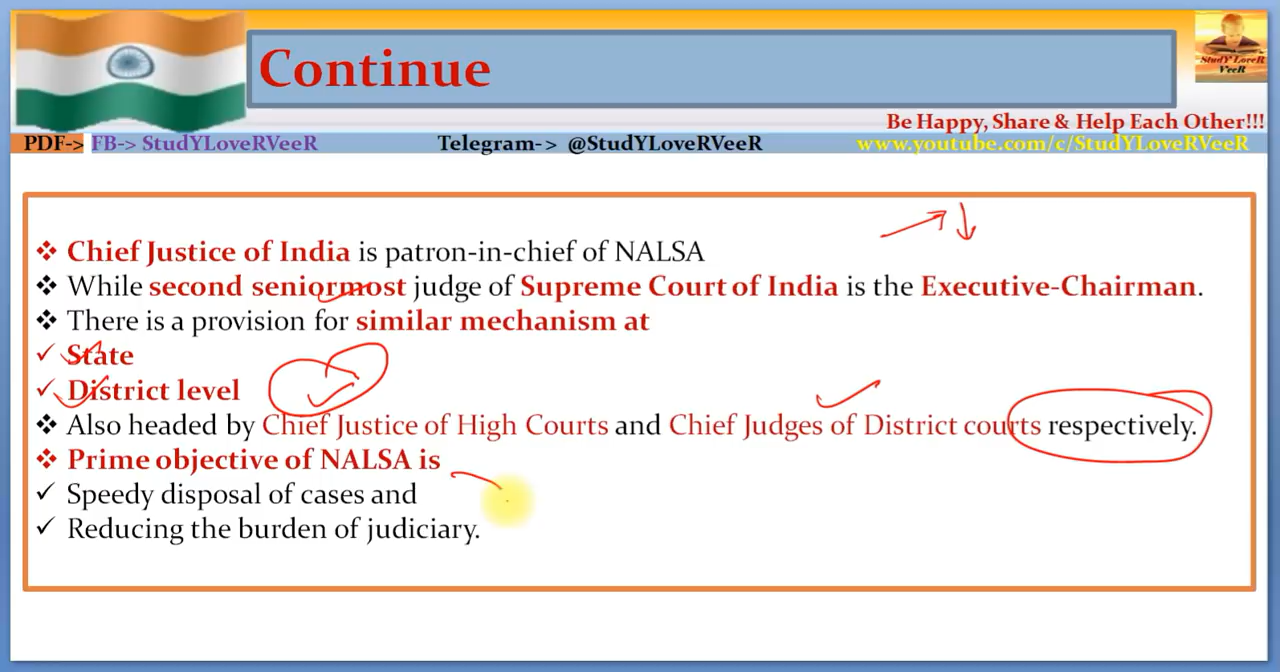 Continue
StudY LoveR
VeeR
Be Happy, Share & Help Each Other!!!
PDF-> FB-> StudYLoveRVeeR Telegram-> @StudYLoveRVeeR www.youtube.com/c/StudYLoveRVeeR
❖ Chief Justice of India is patron-in-chief of NALSA
❖ While second seniormost judge of Supreme Court of India is the Executive-Chairman.
❖ There is a provision for similar mechanism at
✓ State
✓ District level
❖ Also headed by Chief Justice of High Courts and Chief Judges of District courts respectively.
❖ Prime objective of NALSA is
✓ Speedy disposal of cases and
✓ Reducing the burden of judiciary.